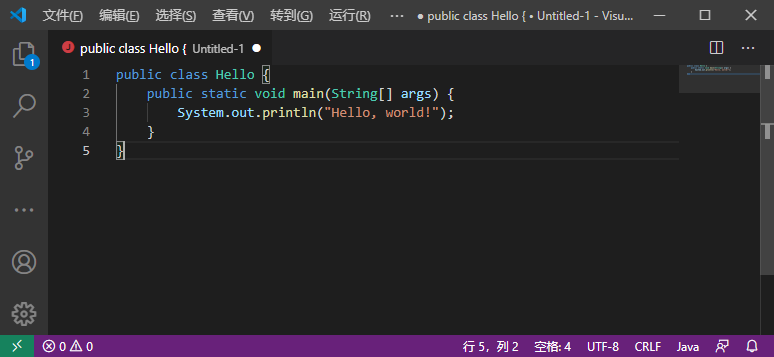 文件(F) 编辑(E) 选择(S) 查看(V) 转到(G) 运行(R) ··· ● public class Hello { • Untitled-1 - Visu...
public class Hello { Untitled-1 ●
1 public class Hello {
2 public static void main(String[] args) {
3 System.out.println("Hello, world!");
4 }
5 }
1
0 0 行 5，列 2 空格: 4 UTF-8 CRLF Java